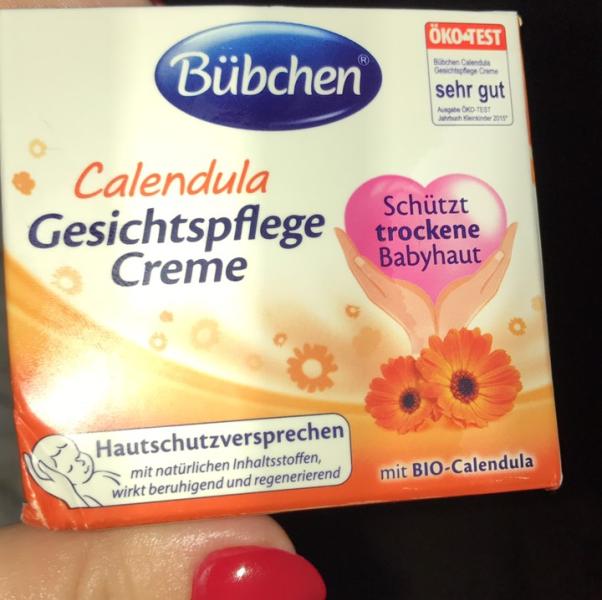 Bübchen®
ÖKO-TEST
Bübchen Calendula
Gesichtspflege Creme
sehr gut
Ausgabe ÖKO-TEST
Jahrbuch Kleinkinder 2015*
Calendula
Gesichtspflege
Creme
Schützt
trockene
Babyhaut
Hautschutzversprechen
mit natürlichen Inhaltsstoffen,
wirkt beruhigend und regenerierend
mit BIO-Calendula